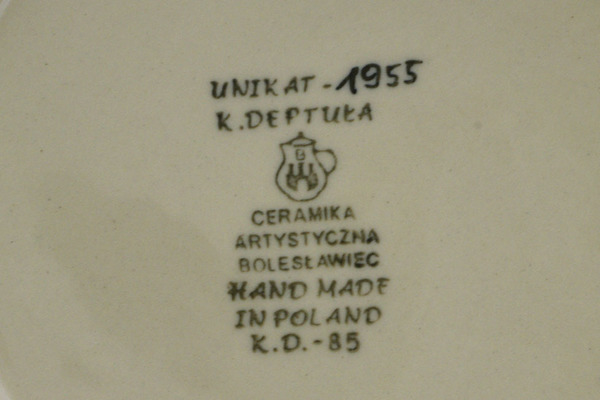 UNIKAT - 1955
K. DEPTUŁA
B
CERAMIKA
ARTYSTYCZNA
BOLESŁAWIEC
HAND MADE
IN POLAND
K.D. - 85